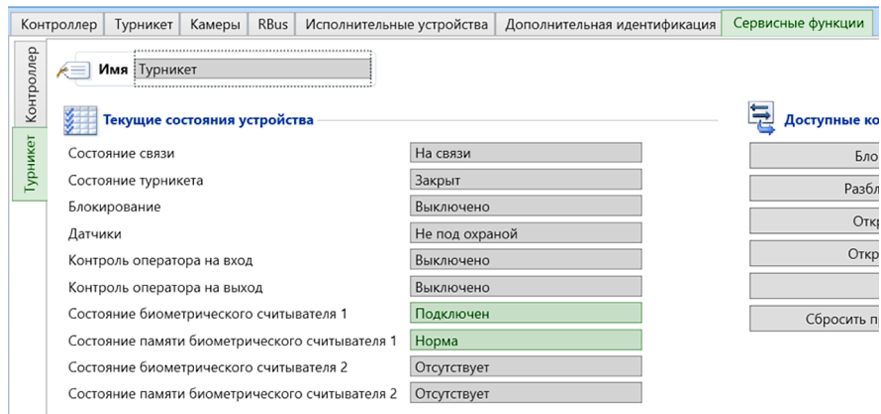 Контроллер Турникет Камеры RBus Исполнительные устройства Дополнительная идентификация Сервисные функции
Контроллер
Турникет
Имя Турникет
Текущие состояния устройства
Состояние связи На связи
Состояние турникета Закрыт
Блокирование Выключено
Датчики Не под охраной
Контроль оператора на вход Выключено
Контроль оператора на выход Выключено
Состояние биометрического считывателя 1 Подключен
Состояние памяти биометрического считывателя 1 Норма
Состояние биометрического считывателя 2 Отсутствует
Состояние памяти биометрического считывателя 2 Отсутствует
Доступные ко
Бло
Разбл
Откр
Откр
Сбросить п